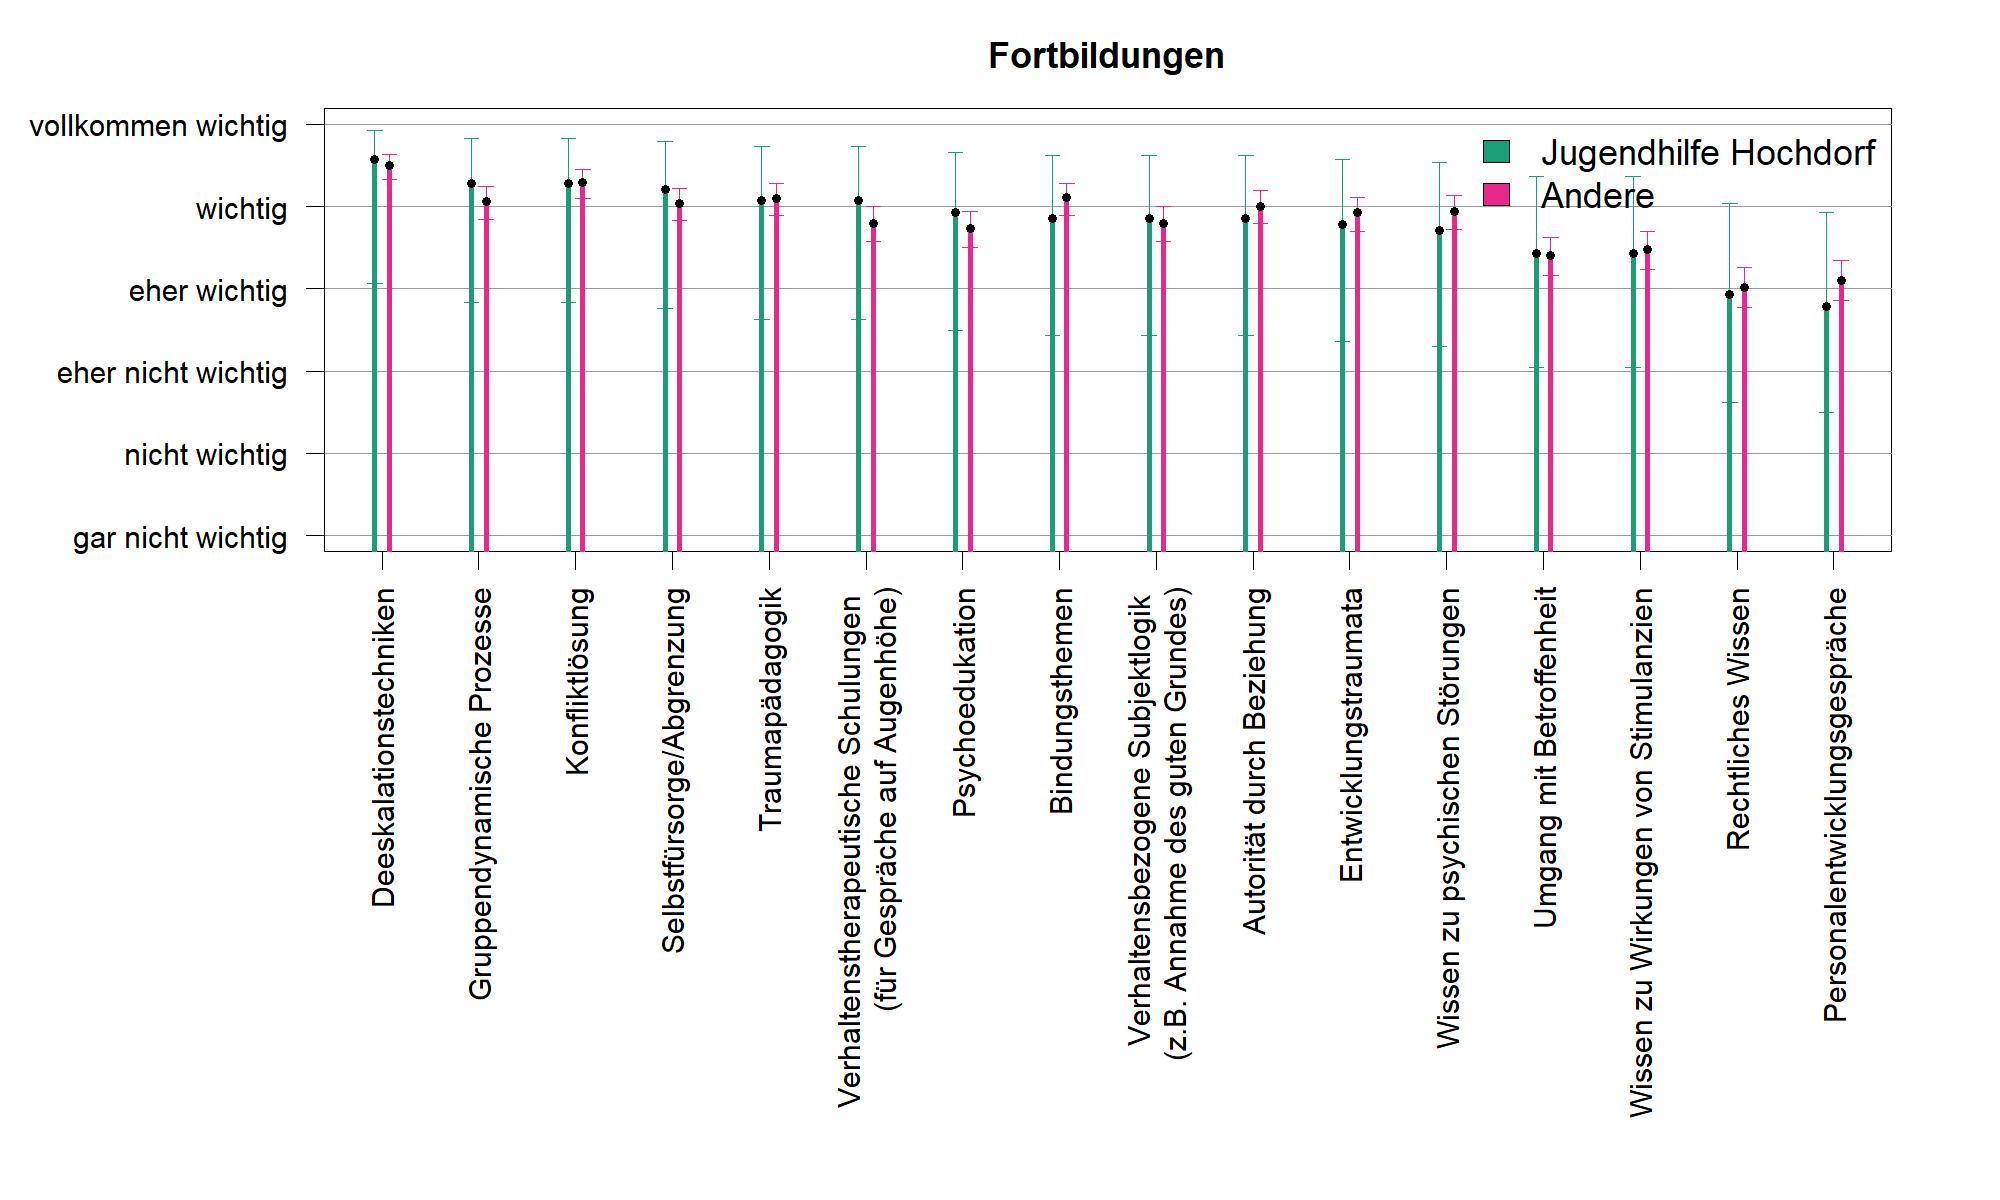 Fortbildungen
vollkommen wichtig
wichtig
eher wichtig
eher nicht wichtig
nicht wichtig
gar nicht wichtig
Jugendhilfe Hochdorf
Andere
Deeskalationstechniken
Gruppendynamische Prozesse
Konfliktlösung
Selbstfürsorge/Abgrenzung
Traumapädagogik
Verhaltenstherapeutische Schulungen
(für Gespräche auf Augenhöhe)
Psychoedukation
Bindungsthemen
Verhaltensbezogene Subjektlogik
(z.B. Annahme des guten Grundes)
Autorität durch Beziehung
Entwicklungstraumata
Wissen zu psychischen Störungen
Umgang mit Betroffenheit
Wissen zu Wirkungen von Stimulanzien
Rechtliches Wissen
Personalentwicklungsgespräche